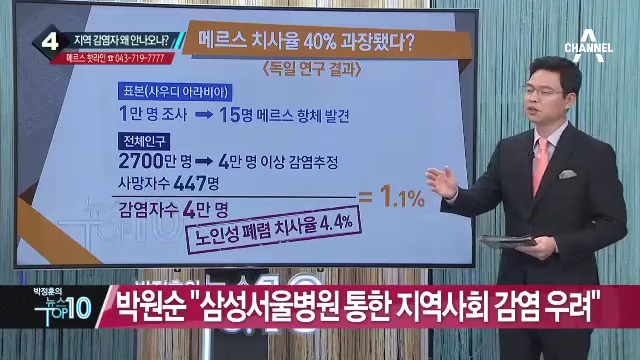 4 지역 감염자 왜 안나오나?
메르스 핫라인 ☎ 043-719-7777
메르스 치사율 40% 과장됐다?
<독일 연구 결과>
CHANNEL A
표본(사우디 아라비아)
1만 명 조사 → 15명 메르스 항체 발견
전체인구
2700만 명 → 4만 명 이상 감염추정
사망자수 447명
감염자수 4만 명
= 1.1%
노인성 폐렴 치사율 4.4%
박정훈의
뉴스
TOP10
박원순 "삼성서울병원 통한 지역사회 감염 우려"